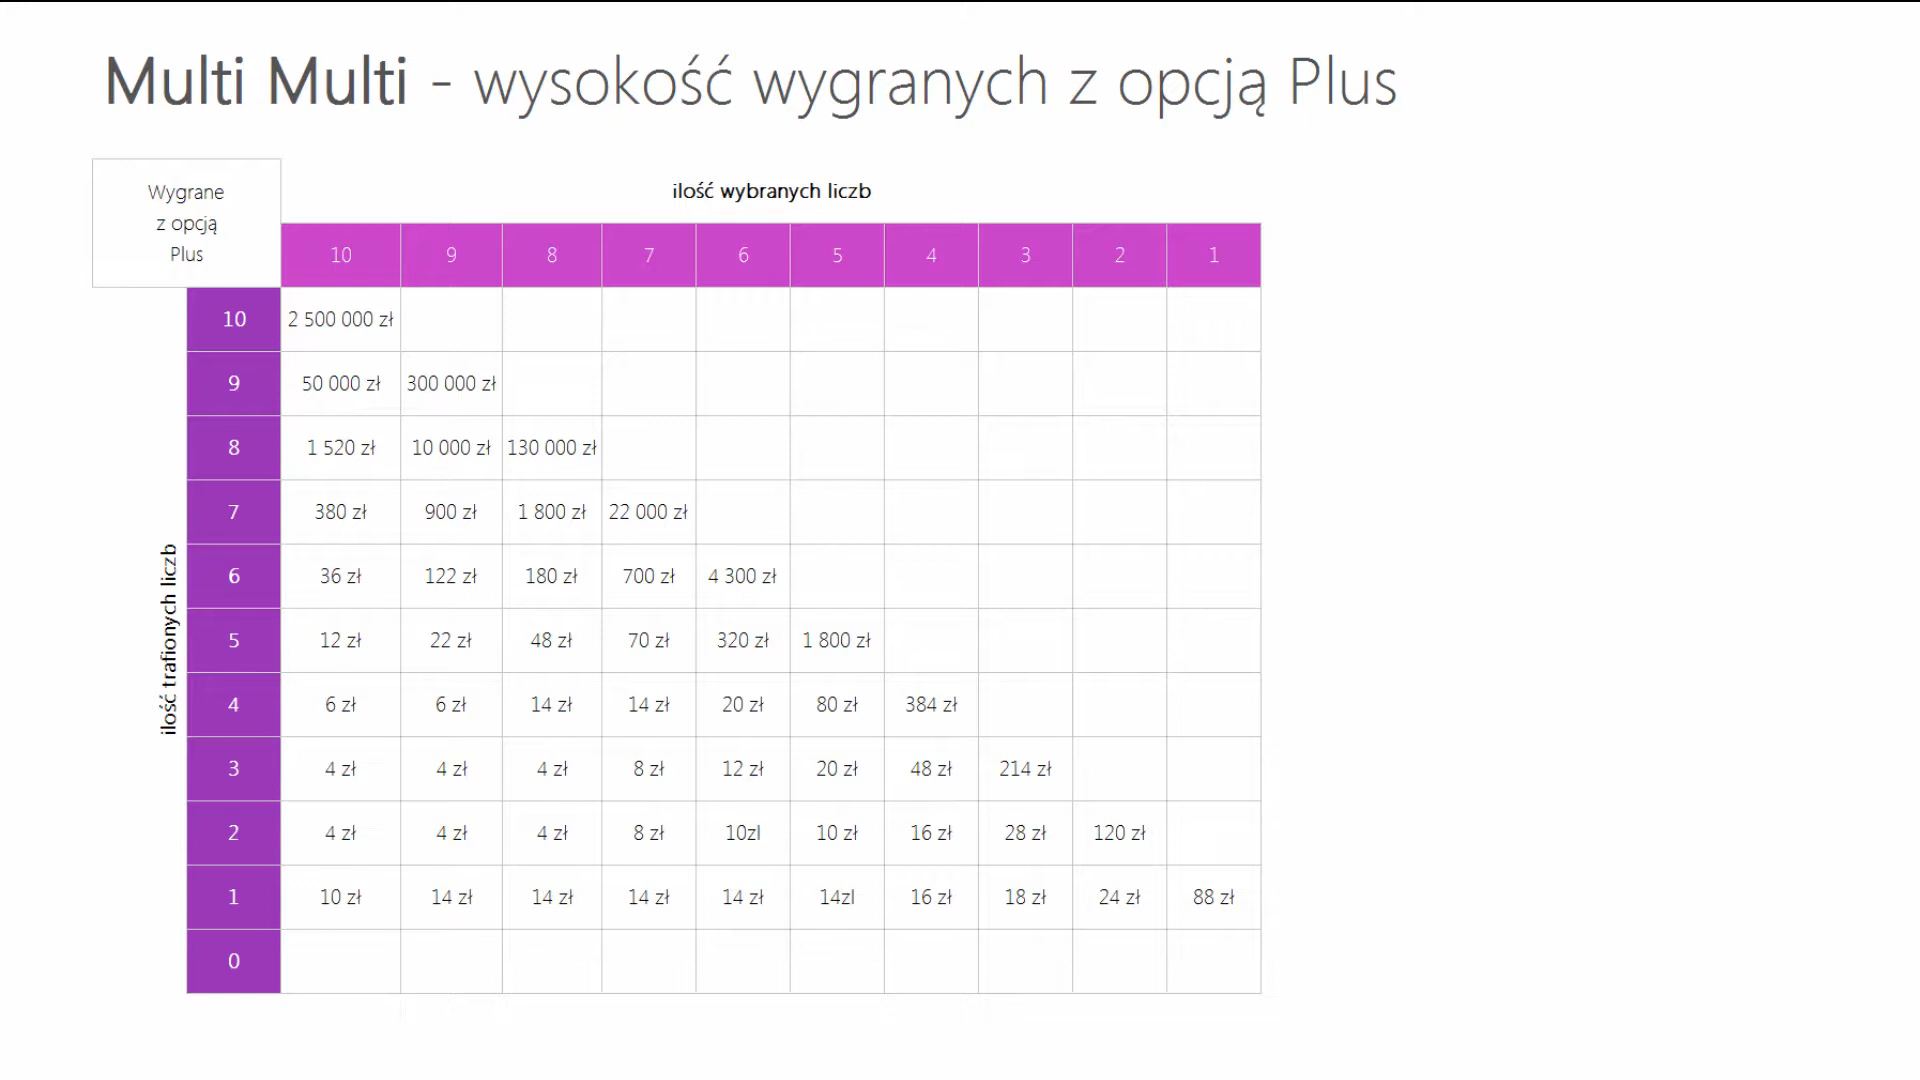 Multi Multi - wysokość wygranych z opcją Plus
Wygrane
z opcją
Plus
ilość wybranych liczb
10 9 8 7 6 5 4 3 2 1
ilość trafionych liczb
10 2 500 000 zł
9 50 000 zł 300 000 zł
8 1 520 zł 10 000 zł 130 000 zł
7 380 zł 900 zł 1 800 zł 22 000 zł
6 36 zł 122 zł 180 zł 700 zł 4 300 zł
5 12 zł 22 zł 48 zł 70 zł 320 zł 1 800 zł
4 6 zł 6 zł 14 zł 14 zł 20 zł 80 zł 384 zł
3 4 zł 4 zł 4 zł 8 zł 12 zł 20 zł 48 zł 214 zł
2 4 zł 4 zł 4 zł 8 zł 10zl 10 zł 16 zł 28 zł 120 zł
1 10 zł 14 zł 14 zł 14 zł 14 zł 14zl 16 zł 18 zł 24 zł 88 zł
0